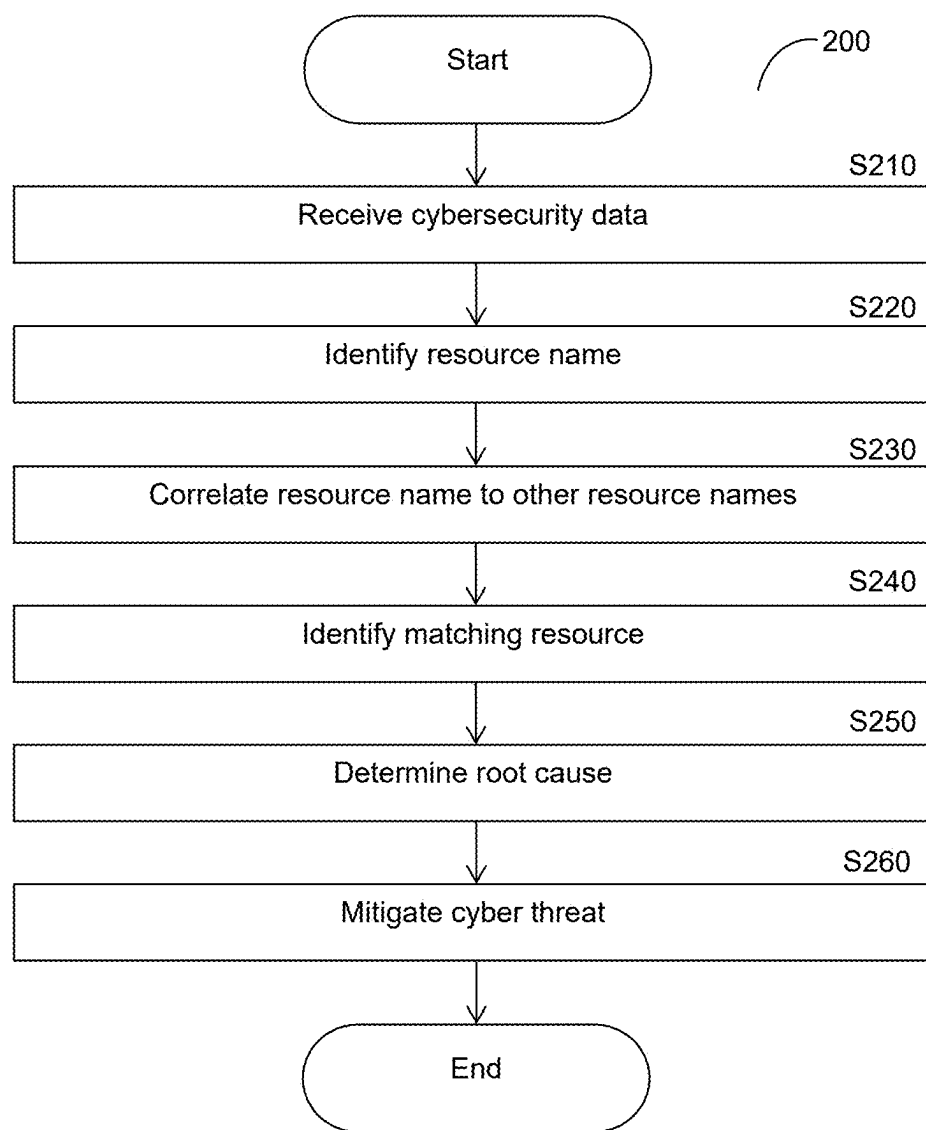 Start
200
S210
Receive cybersecurity data
S220
Identify resource name
S230
Correlate resource name to other resource names
S240
Identify matching resource
S250
Determine root cause
S260
Mitigate cyber threat
End